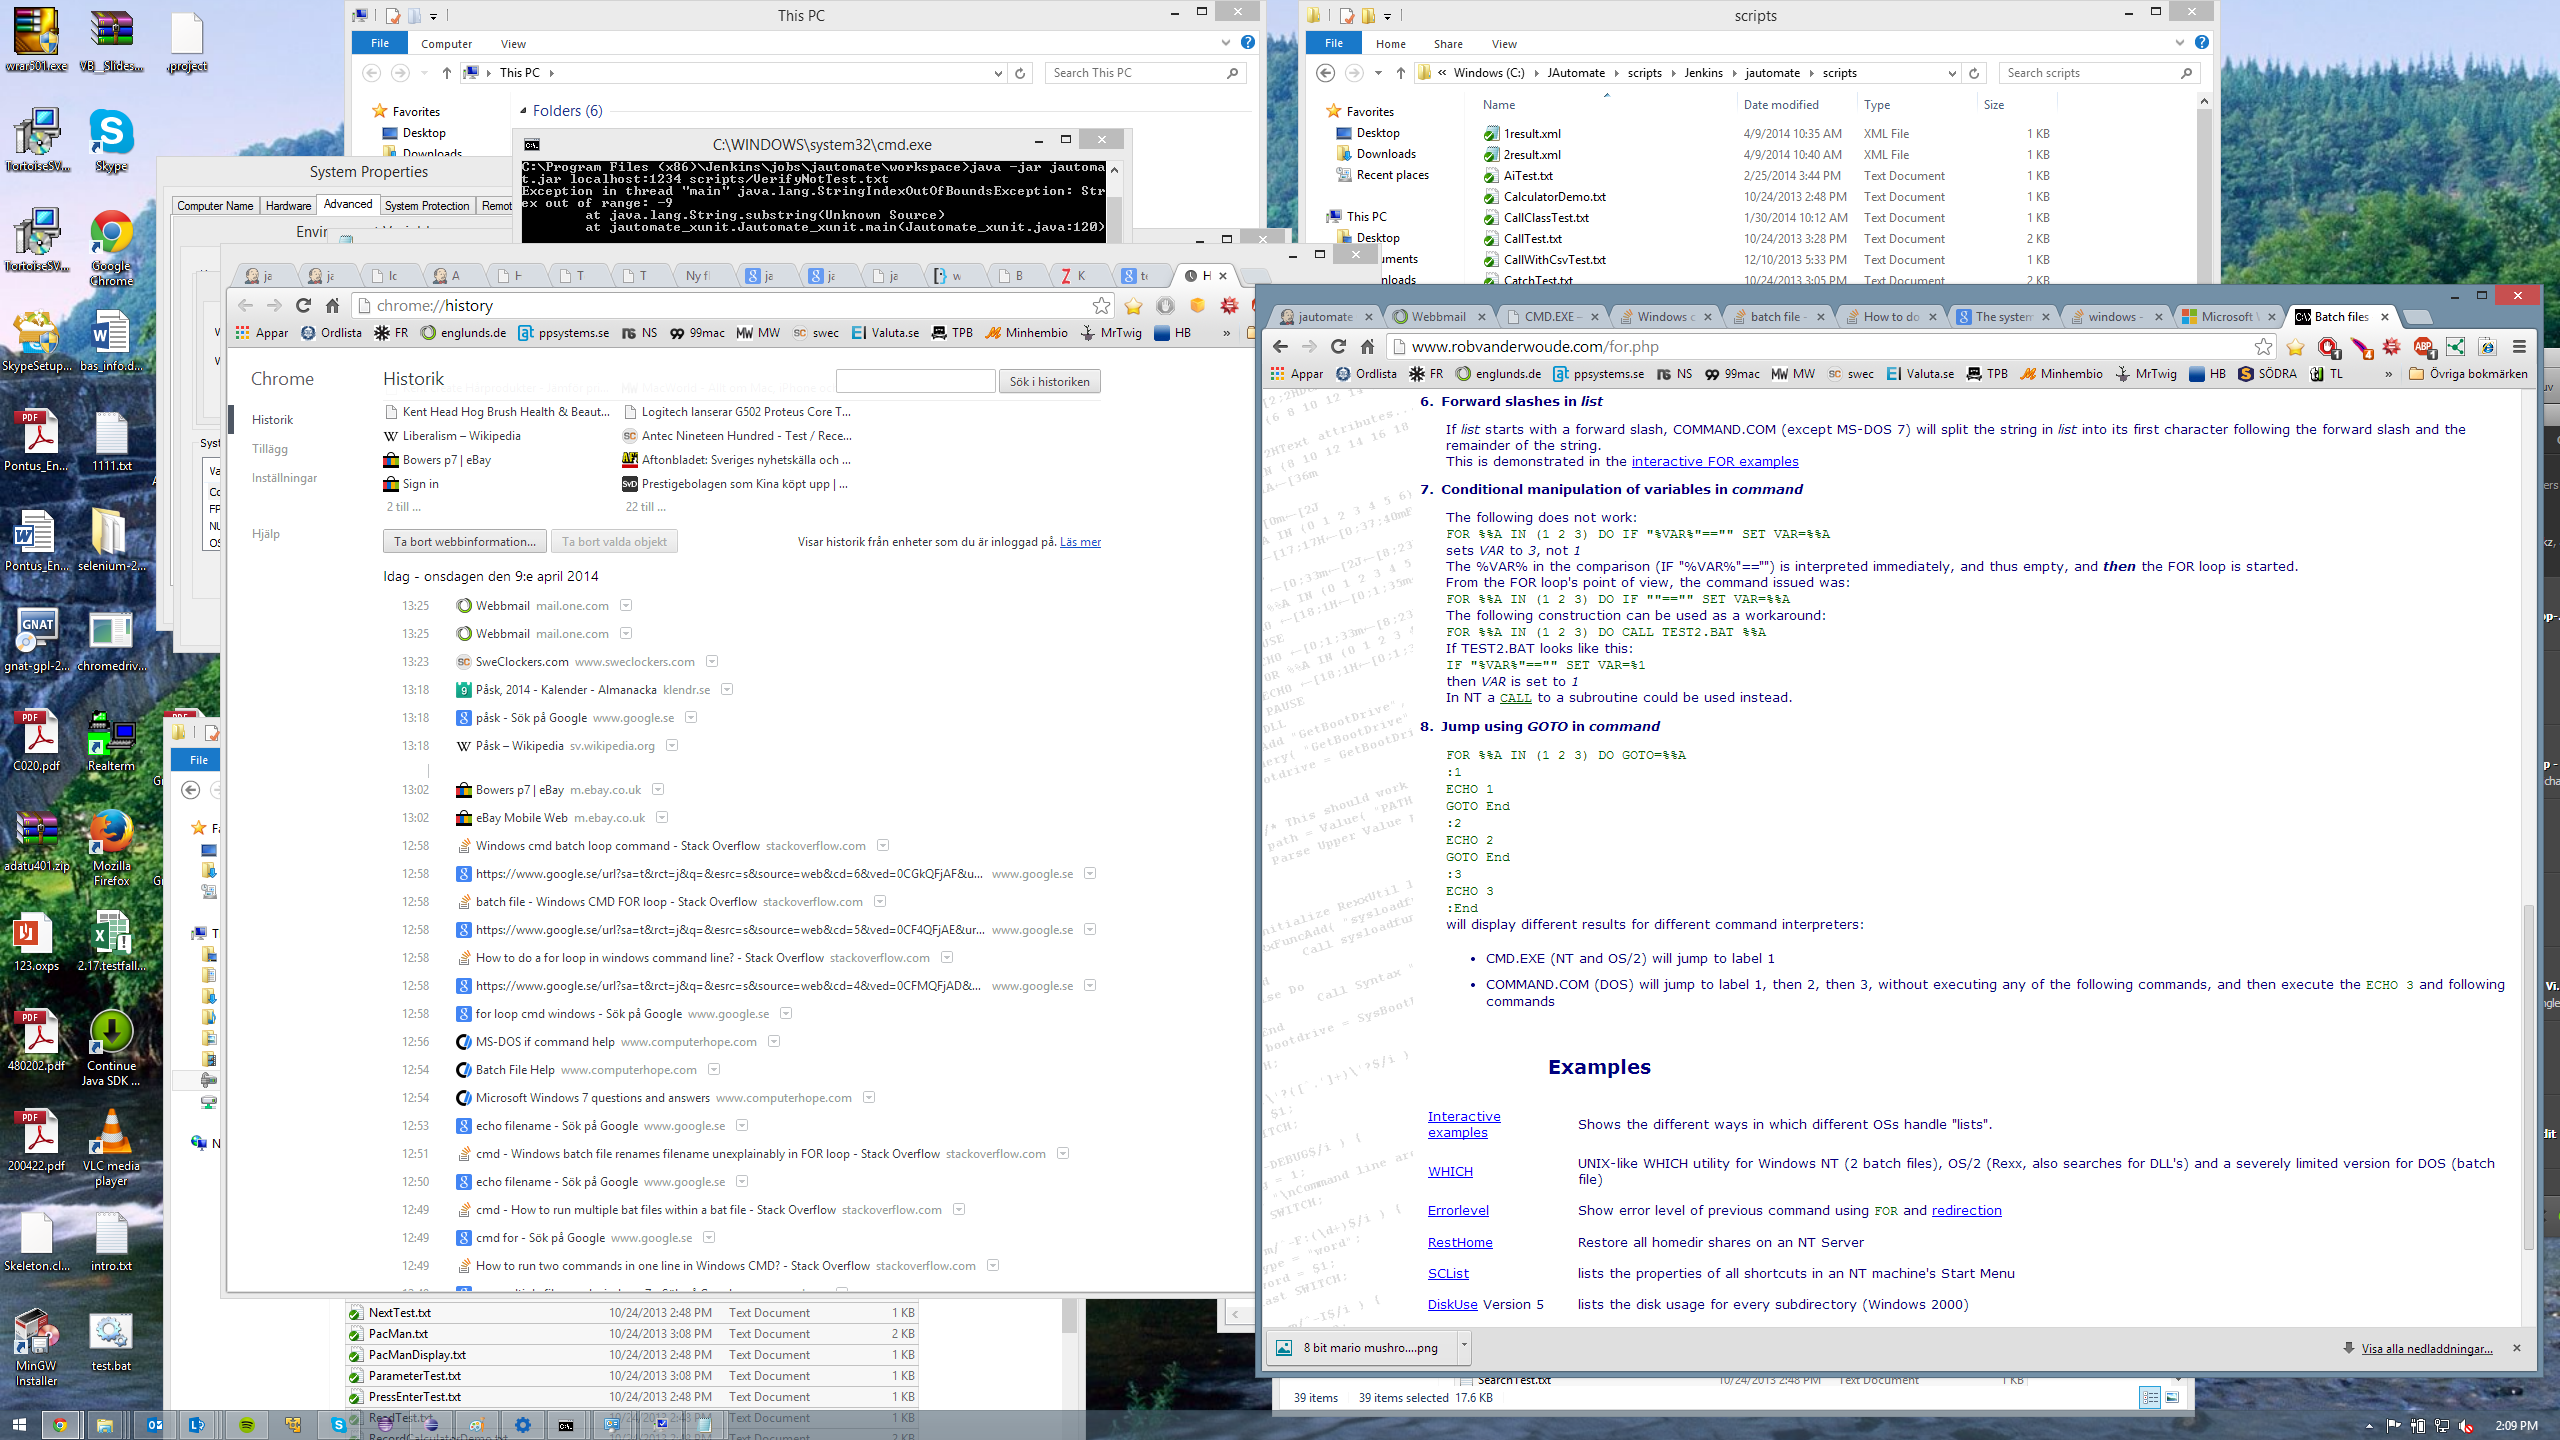 wrar501.exe
VB_Slides...
.project
TortoiseSV...
Skype
TortoiseSV...
Google Chrome
SkypeSetup...
bas_info.d...
Pontus_En...
1111.txt
Pontus_En...
selenium-2...
gnat-gpl-2...
chromedriv...
C020.pdf
Realterm
adatu401.zip
Mozilla Firefox
123.oxps
2.17.testfall...
480202.pdf
Continue Java SDK ...
200422.pdf
VLC media player
Skeleton.cl...
intro.txt
MinGW Installer
test.bat
This PC
File Computer View
This PC
Search This PC
Favorites
Desktop
Downloads
Folders (6)
System Properties
Computer Name Hardware Advanced System Protection Remot
C:\WINDOWS\system32\cmd.exe
C:\Program Files (x86)\Jenkins\jobs\jautomate\workspace>java -jar jautoma
t.jar localhost:1234 scripts/VerifyNotTest.txt
Exception in thread "main" java.lang.StringIndexOutOfBoundsException: Str
ex out of range: -9
at java.lang.String.substring(Unknown Source)
at jautomate_xunit.Jautomate_xunit.main(Jautomate_xunit.java:120)
scripts
File Home Share View
« Windows (C:) JAutomate scripts Jenkins jautomate scripts
Search scripts
Favorites
Desktop
Downloads
Recent places
This PC
Desktop
Name Date modified Type Size
1result.xml 4/9/2014 10:35 AM XML File 1 KB
2result.xml 4/9/2014 10:40 AM XML File 1 KB
AiTest.txt 2/25/2014 3:44 PM Text Document 1 KB
CalculatorDemo.txt 10/24/2013 2:48 PM Text Document 1 KB
CallClassTest.txt 1/30/2014 10:12 AM Text Document 1 KB
CallTest.txt 10/24/2013 3:28 PM Text Document 2 KB
CallWithCsvTest.txt 12/10/2013 5:33 PM Text Document 1 KB
CatchTest.txt 10/24/2013 3:05 PM Text Document 2 KB
chrome://history
Appar Ordlista FR englunds.de ppsystems.se NS 99mac MW swec Valuta.se TPB Minhembio MrTwig HB »
Chrome
Historik
Tillägg
Inställningar
Hjälp
Historik
Sök i historiken
Kent Head Hog Brush Health & Beaut...
Logitech lanserar G502 Proteus Core T...
Liberalism – Wikipedia
Antec Nineteen Hundred - Test / Rece...
Bowers p7 | eBay
Aftonbladet: Sveriges nyhetskälla och ...
Sign in
Prestigebolagen som Kina köpt upp | ...
2 till ...
22 till ...
Ta bort webbinformation...
Ta bort valda objekt
Visar historik från enheter som du är inloggad på. Läs mer
Idag - onsdagen den 9:e april 2014
13:25 Webbmail mail.one.com
13:25 Webbmail mail.one.com
13:23 SweClockers.com www.sweclockers.com
13:18 Påsk, 2014 - Kalender - Almanacka klendr.se
13:18 påsk - Sök på Google www.google.se
13:18 Påsk – Wikipedia sv.wikipedia.org
13:02 Bowers p7 | eBay m.ebay.co.uk
13:02 eBay Mobile Web m.ebay.co.uk
12:58 Windows cmd batch loop command - Stack Overflow stackoverflow.com
12:58 https://www.google.se/url?sa=t&rct=j&q=&esrc=s&source=web&cd=6&ved=0CGkQFjAF&u... www.google.se
12:58 batch file - Windows CMD FOR loop - Stack Overflow stackoverflow.com
12:58 https://www.google.se/url?sa=t&rct=j&q=&esrc=s&source=web&cd=5&ved=0CF4QFjAE&ur... www.google.se
12:58 How to do a for loop in windows command line? - Stack Overflow stackoverflow.com
12:58 https://www.google.se/url?sa=t&rct=j&q=&esrc=s&source=web&cd=4&ved=0CFMQFjAD&... www.google.se
12:58 for loop cmd windows - Sök på Google www.google.se
12:56 MS-DOS if command help www.computerhope.com
12:54 Batch File Help www.computerhope.com
12:54 Microsoft Windows 7 questions and answers www.computerhope.com
12:53 echo filename - Sök på Google www.google.se
12:51 cmd - Windows batch file renames filename unexplainably in FOR loop - Stack Overflow stackoverflow.com
12:50 echo filename - Sök på Google www.google.se
12:49 cmd - How to run multiple bat files within a bat file - Stack Overflow stackoverflow.com
12:49 cmd for - Sök på Google www.google.se
12:49 How to run two commands in one line in Windows CMD? - Stack Overflow stackoverflow.com
File
NextTest.txt 10/24/2013 2:48 PM Text Document 1 KB
PacMan.txt 10/24/2013 3:08 PM Text Document 2 KB
PacManDisplay.txt 10/24/2013 2:48 PM Text Document 1 KB
ParameterTest.txt 10/24/2013 3:08 PM Text Document 1 KB
PressEnterTest.txt 10/24/2013 2:48 PM Text Document 1 KB
ReadTest.txt 10/24/2013 2:43 PM Text Document 1 KB
jautomate Webbmail CMD.EXE – Windows c batch file - How to do The system windows - Microsoft Batch files
www.robvanderwoude.com/for.php
Appar Ordlista FR englunds.de ppsystems.se NS 99mac MW swec Valuta.se TPB Minhembio MrTwig HB SÖDRA TL » Övriga bokmärken
6. Forward slashes in list
If list starts with a forward slash, COMMAND.COM (except MS-DOS 7) will split the string in list into its first character following the forward slash and the
remainder of the string.
This is demonstrated in the interactive FOR examples
7. Conditional manipulation of variables in command
The following does not work:
FOR %%A IN (1 2 3) DO IF "%VAR%"=="" SET VAR=%%A
sets VAR to 3, not 1
The %VAR% in the comparison (IF "%VAR%"=="") is interpreted immediately, and thus empty, and then the FOR loop is started.
From the FOR loop's point of view, the command issued was:
FOR %%A IN (1 2 3) DO IF ""=="" SET VAR=%%A
The following construction can be used as a workaround:
FOR %%A IN (1 2 3) DO CALL TEST2.BAT %%A
If TEST2.BAT looks like this:
IF "%VAR%"=="" SET VAR=%1
then VAR is set to 1
In NT a CALL to a subroutine could be used instead.
8. Jump using GOTO in command
FOR %%A IN (1 2 3) DO GOTO=%%A
:1
ECHO 1
GOTO End
:2
ECHO 2
GOTO End
:3
ECHO 3
:End
will display different results for different command interpreters:
• CMD.EXE (NT and OS/2) will jump to label 1
• COMMAND.COM (DOS) will jump to label 1, then 2, then 3, without executing any of the following commands, and then execute the ECHO 3 and following
commands
Examples
Interactive examples
Shows the different ways in which different OSs handle "lists".
WHICH
UNIX-like WHICH utility for Windows NT (2 batch files), OS/2 (Rexx, also searches for DLL's) and a severely limited version for DOS (batch
file)
Errorlevel Show error level of previous command using FOR and redirection
RestHome Restore all homedir shares on an NT Server
SCList lists the properties of all shortcuts in an NT machine's Start Menu
DiskUse Version 5 lists the disk usage for every subdirectory (Windows 2000)
8 bit mario mushro....png
Visa alla nedladdningar...
SearchTest.txt 10/24/2013 2:48 PM Text Document 1 KB
39 items 39 items selected 17.6 KB
2:09 PM